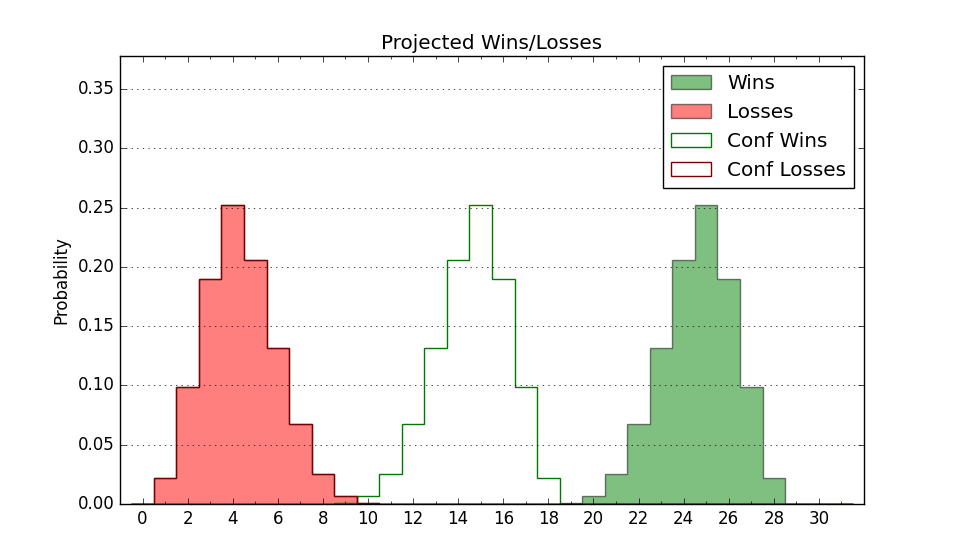 Projected Wins/Losses
Wins
Losses
Conf Wins
Conf Losses
Probability
0.35
0.30
0.25
0.20
0.15
0.10
0.05
0.00
0 2 4 6 8 10 12 14 16 18 20 22 24 26 28 30